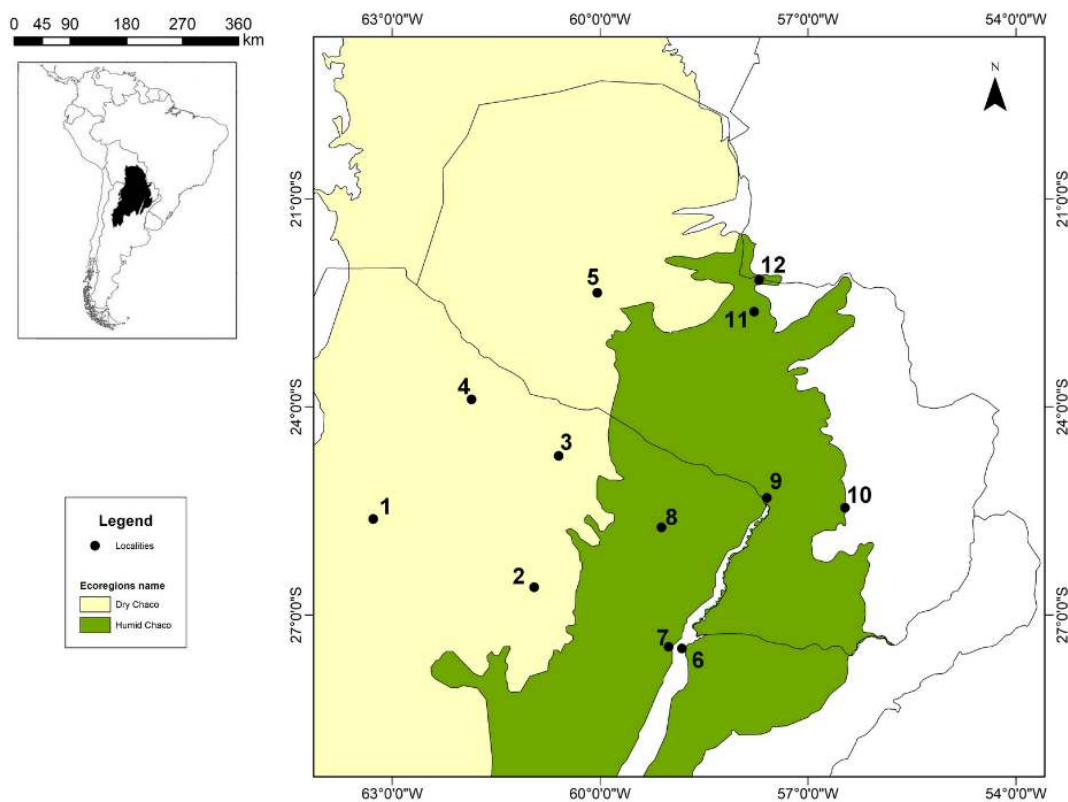 0 45 90 180 270 360
km
63°0'0"W 60°0'0"W 57°0'0"W 54°0'0"W
N
21°0'0"S 21°0'0"S
12
5
11
4
24°0'0"S 24°0'0"S
3
9
10
1
8
2
27°0'0"S 27°0'0"S
7
6
Legend
Localities
Ecoregions name
Dry Chaco
Humid Chaco
63°0'0"W 60°0'0"W 57°0'0"W 54°0'0"W